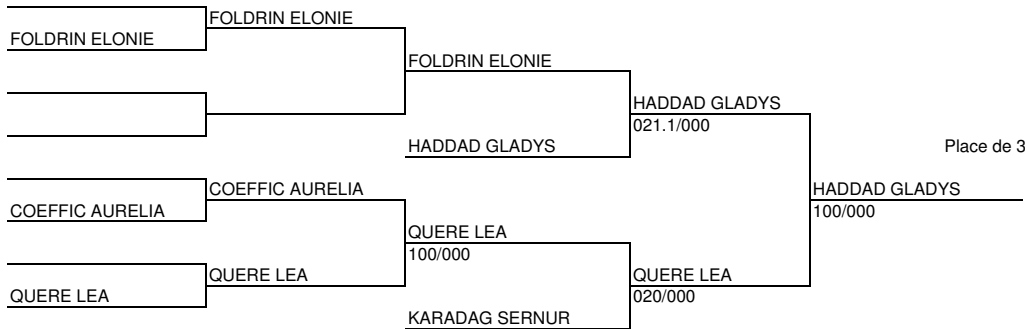 FOLDRIN ELONIE
FOLDRIN ELONIE
FOLDRIN ELONIE
HADDAD GLADYS
021.1/000
HADDAD GLADYS
Place de 3
COEFFIC AURELIA
HADDAD GLADYS
COEFFIC AURELIA
100/000
QUERE LEA
100/000
QUERE LEA
QUERE LEA
QUERE LEA
020/000
KARADAG SERNUR